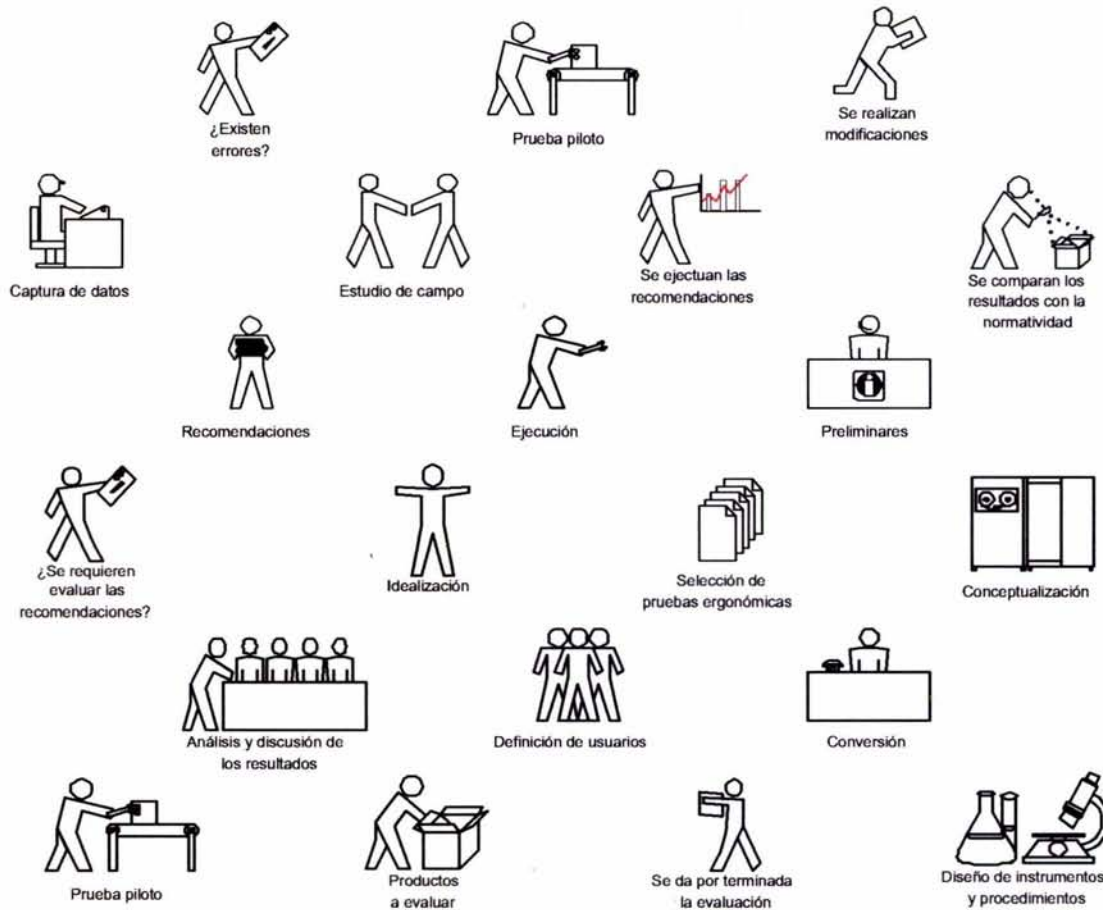 ¿Existen
errores?
Prueba piloto
Se realizan
modificaciones
Captura de datos
Estudio de campo
Se ejectuan las
recomendaciones
Se comparan los
resultados con la
normatividad
Recomendaciones
Ejecución
Preliminares
¿Se requieren
evaluar las
recomendaciones?
Idealización
Selección de
pruebas ergonómicas
Conceptualización
Análisis y discusión de
los resultados
Definición de usuarios
Conversión
Prueba piloto
Productos
a evaluar
Se da por terminada
la evaluación
Diseño de instrumentos
y procedimientos